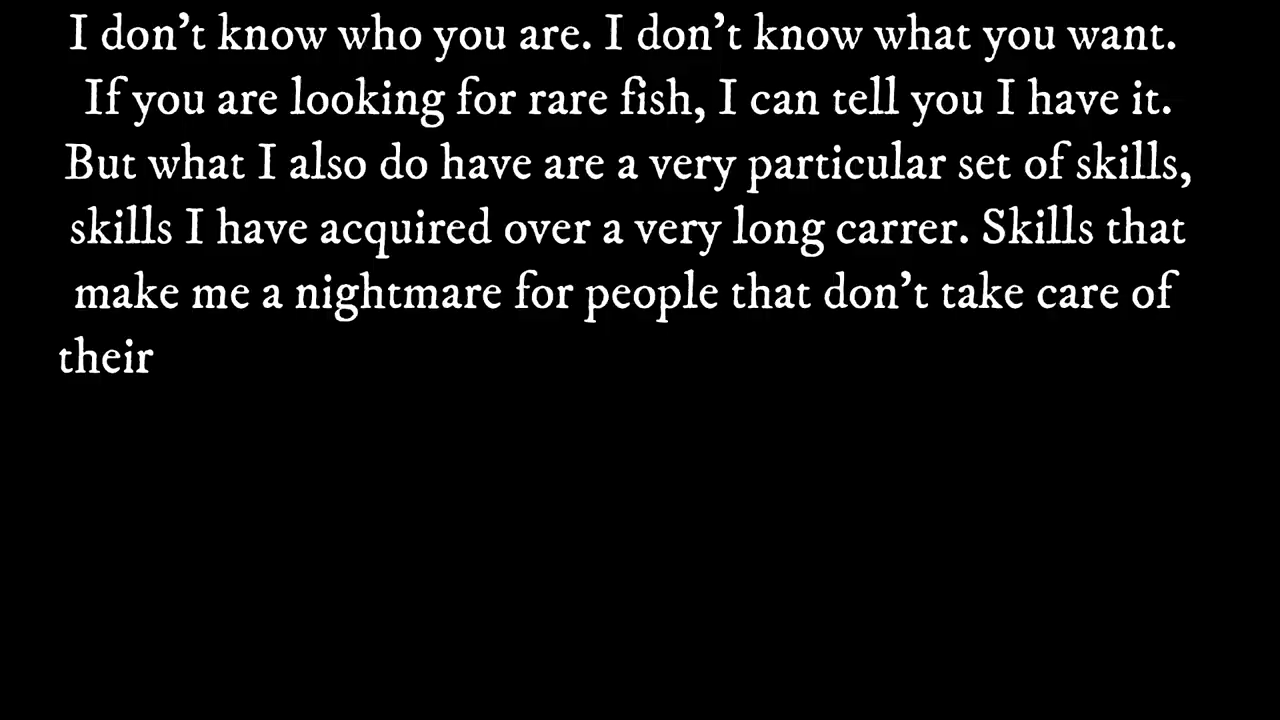 I don't know who you are. I don't know what you want.
If you are looking for rare fish, I can tell you I have it.
But what I also do have are a very particular set of skills,
skills I have acquired over a very long carrer. Skills that
make me a nightmare for people that don't take care of
their